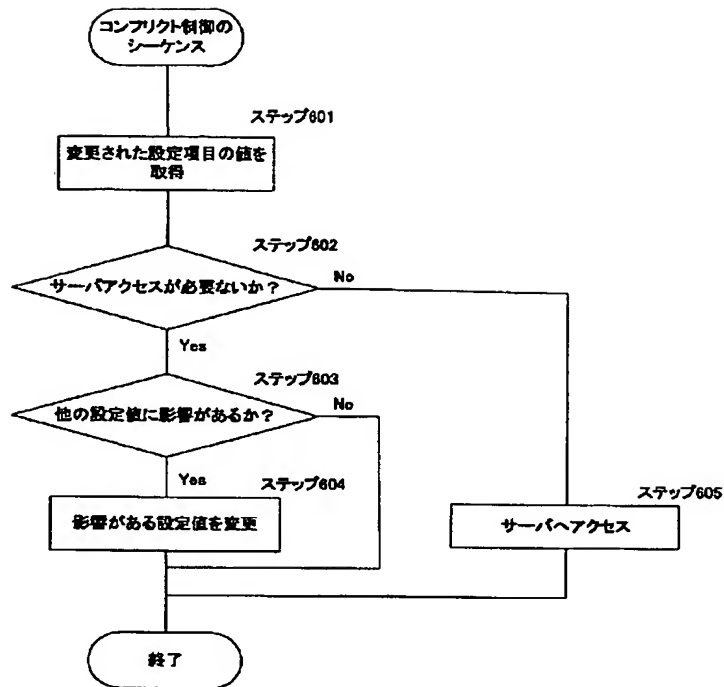 コンフリクト制御の
シーケンス
ステップ601
変更された設定項目の値を
取得
ステップ602
サーバアクセスが必要ないか？
No
Yes
ステップ603
他の設定値に影響があるか？
No
Yes
ステップ604
影響がある設定値を変更
ステップ605
サーバへアクセス
終了